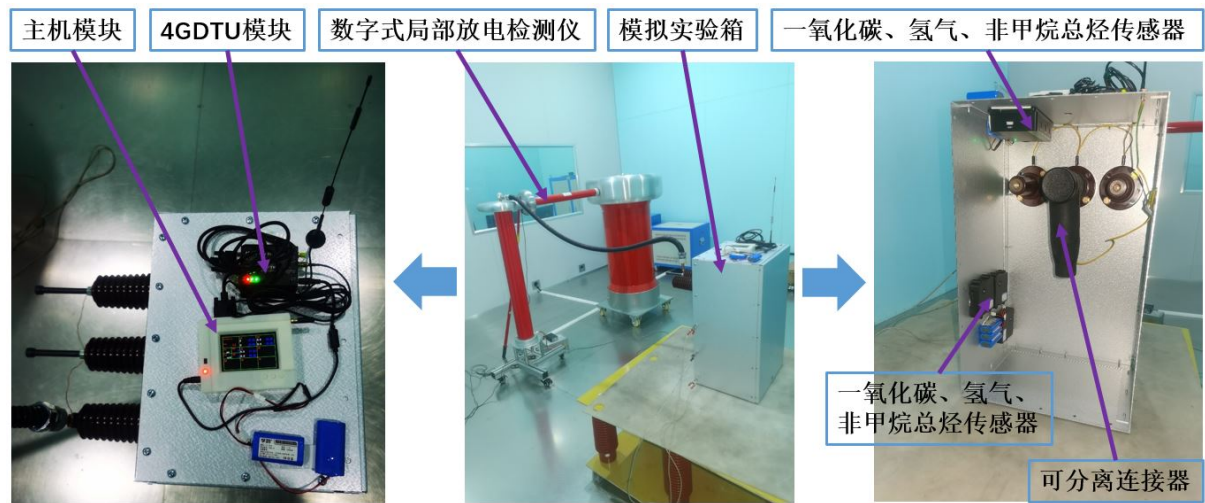 主机模块
4GDTU模块
数字式局部放电检测仪
模拟实验箱
一氧化碳、氢气、非甲烷总烃传感器
一氧化碳、氢气、
非甲烷总烃传感器
可分离连接器